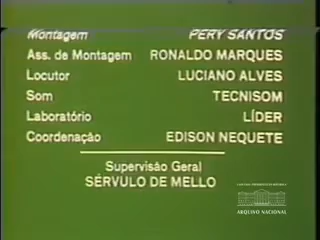 Montagem PERY SANTOS
Ass. de Montagem RONALDO MARQUES
Locutor LUCIANO ALVES
Som TECNISOM
Laboratório LÍDER
Coordenação EDISON NEQUETE
Supervisão Geral
SÉRVULO DE MELLO
ARQUIVO NACIONAL